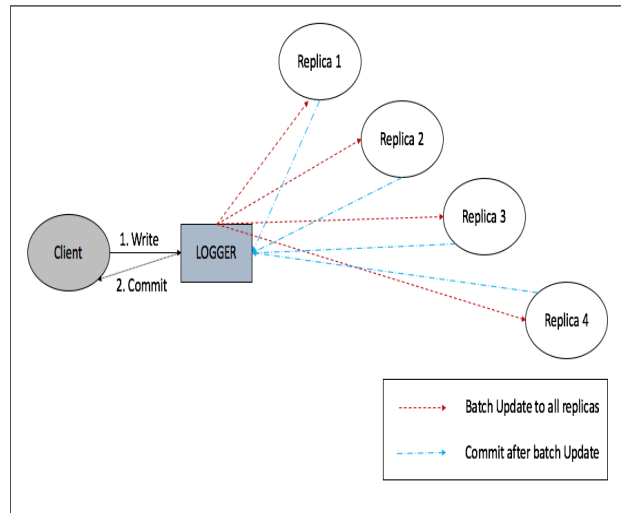 Replica 1
Replica 2
Replica 3
1. Write
Client
LOGGER
2. Commit
Replica 4
Batch Update to all replicas
Commit after batch Update